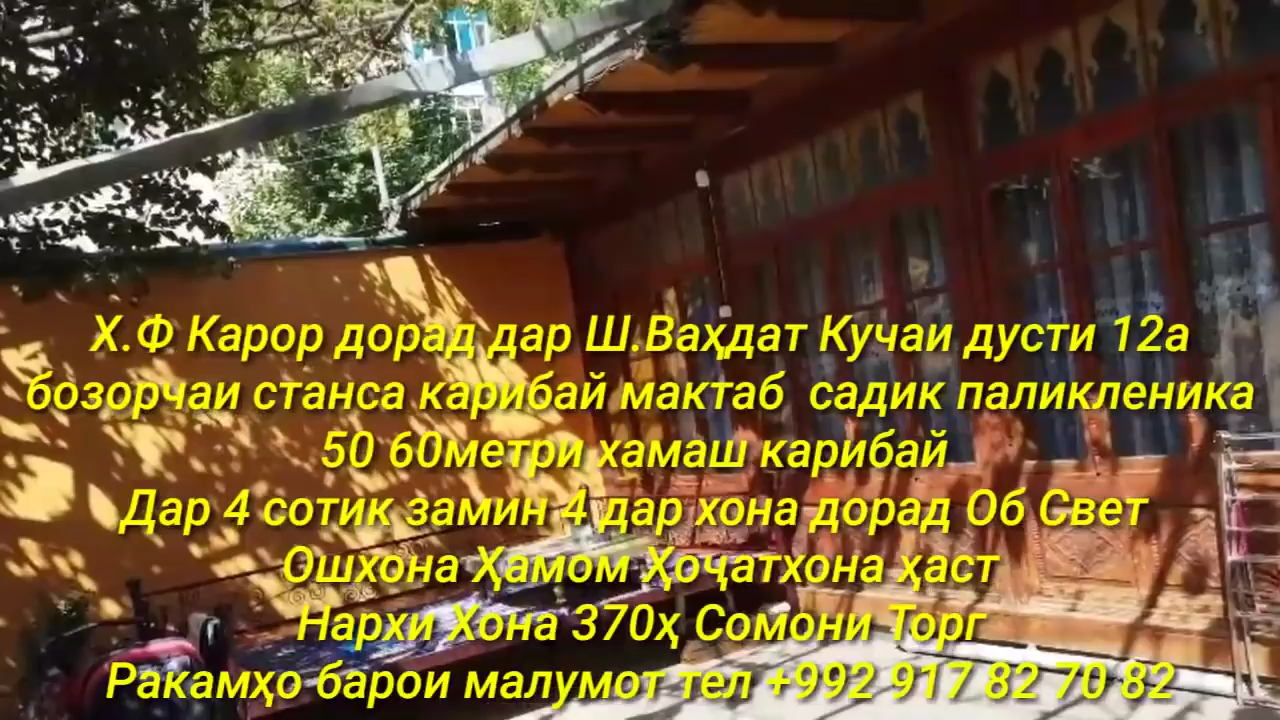 Х.Ф Карор дорад дар Ш.Ваҳдат Кучаи дусти 12а
бозорчаи станса карибай мактаб садик паликленика
50 60метри хамаш карибай
Дар 4 сотик замин 4 дар хона дорад Об Свет
Ошхона Ҳамом Ҳоҷатхона ҳаст
Нархи Хона 370ҳ Сомони Торг
Ракамҳо барои малумот тел +992 917 82 70 82